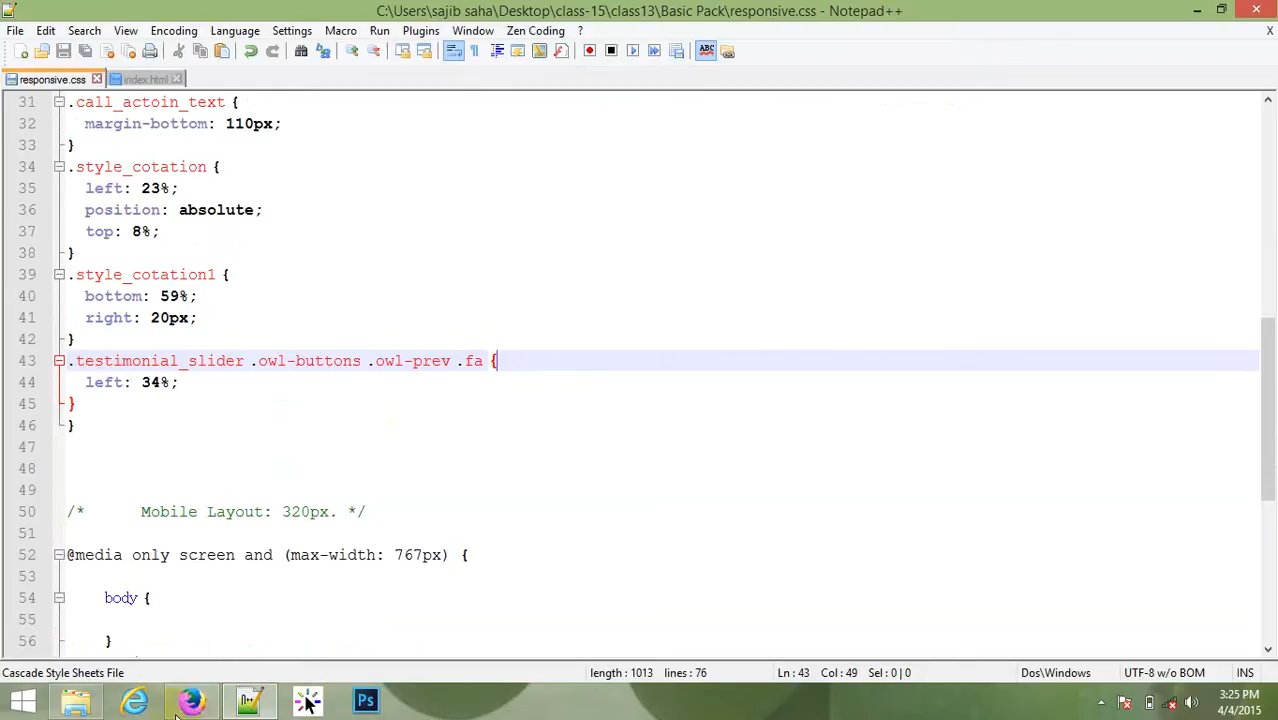 C:\Users\sajib saha\Desktop\class-15\class13\Basic Pack\responsive.css - Notepad++
File Edit Search View Encoding Language Settings Macro Run Plugins Window Zen Coding ? X
ABC
responsive.css index.html
31 .call_actoin_text {
32 margin-bottom: 110px;
33 }
34 .style_cotation {
35 left: 23%;
36 position: absolute;
37 top: 8%;
38 }
39 .style_cotation1 {
40 bottom: 59%;
41 right: 20px;
42 }
43 .testimonial_slider .owl-buttons .owl-prev .fa {
44 left: 34%;
45 }
46 }
47
48
49
50 /* Mobile Layout: 320px. */
51
52 @media only screen and (max-width: 767px) {
53
54 body {
55
56 }
Cascade Style Sheets File length : 1013 lines : 76 Ln : 43 Col : 49 Sel : 0 | 0 Dos\Windows UTF-8 w/o BOM INS
Ps
3:25 PM
4/4/2015